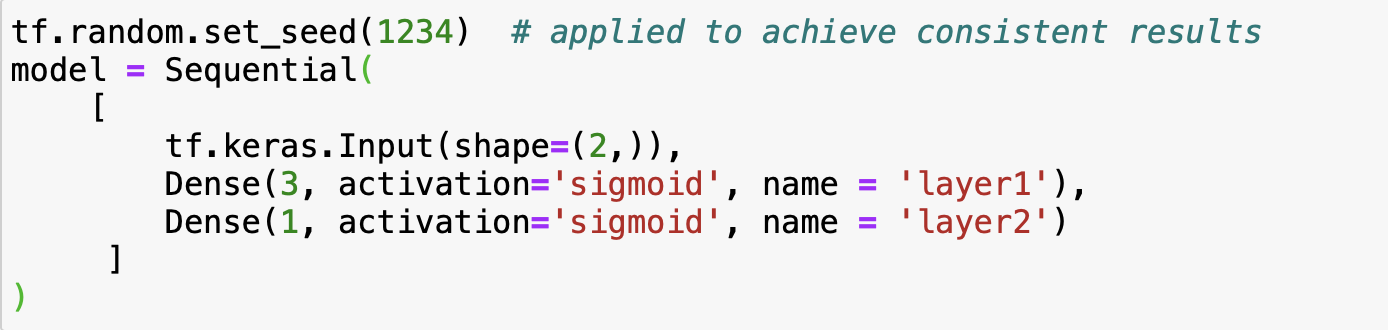 tf.random.set_seed(1234)  # applied to achieve consistent results
model = Sequential(
    [
        tf.keras.Input(shape=(2,)),
        Dense(3, activation='sigmoid', name = 'layer1'),
        Dense(1, activation='sigmoid', name = 'layer2')
     ]
)